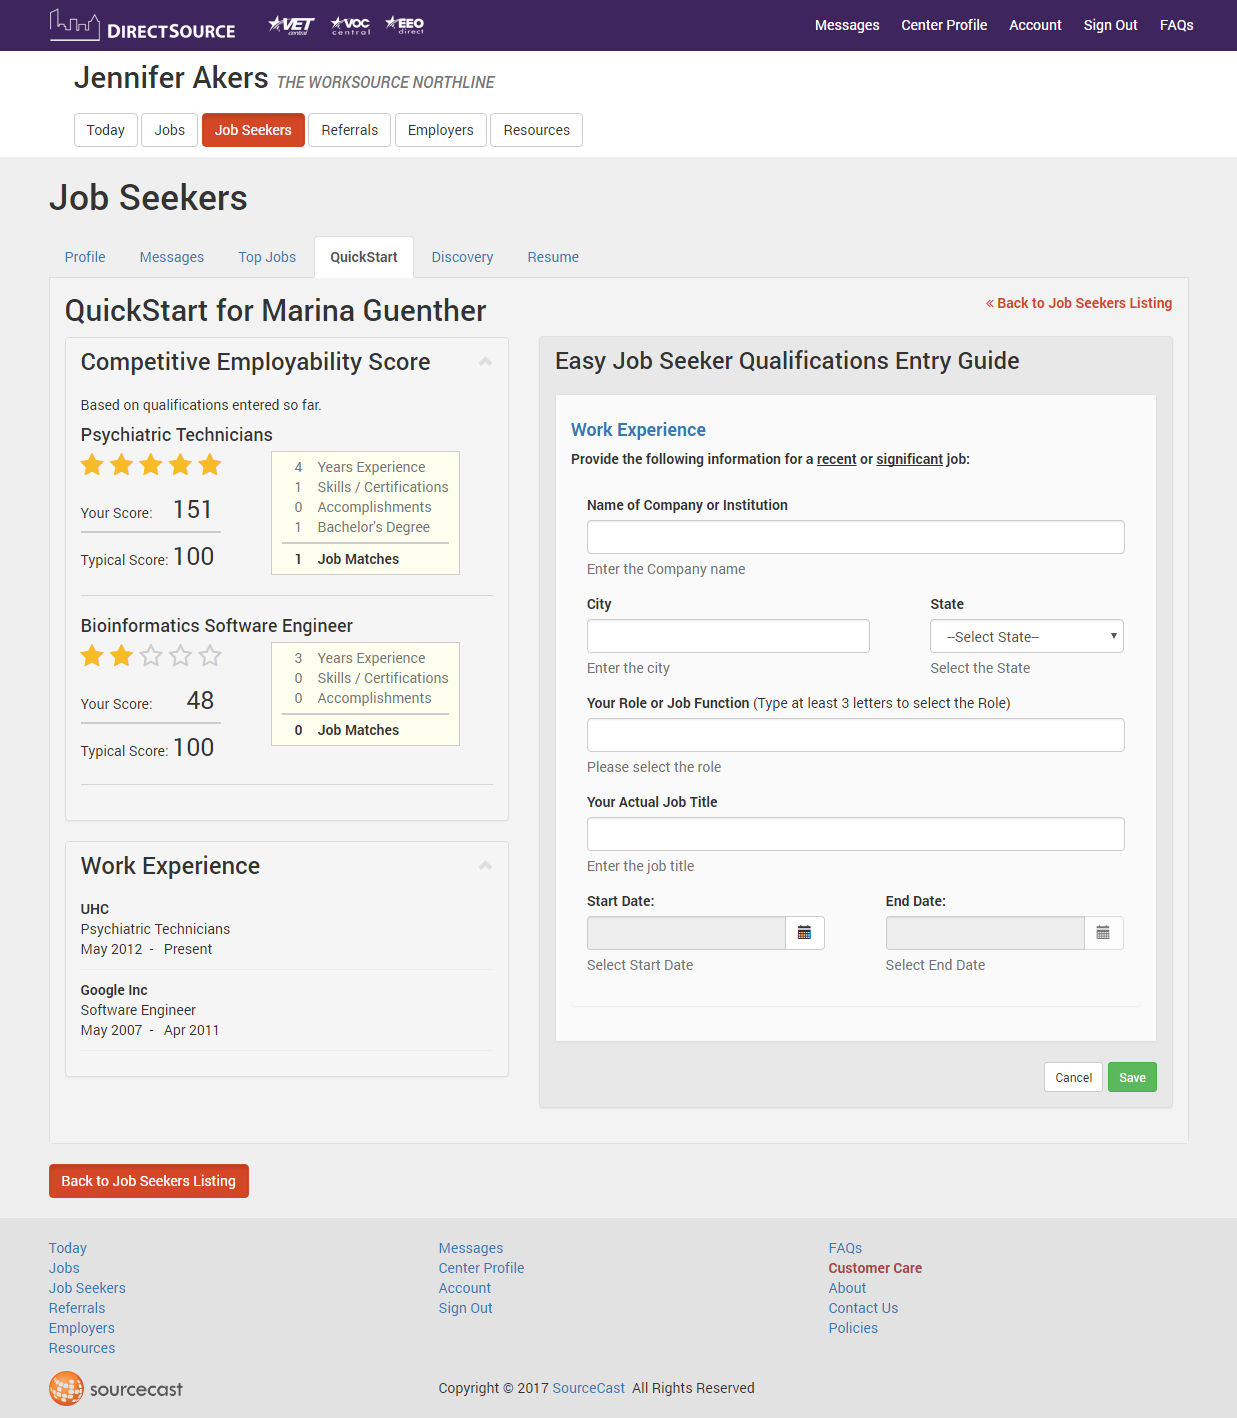 DIRECTSOURCE
VET central
VOC central
EEO direct
Messages Center Profile Account Sign Out FAQs
Jennifer Akers THE WORKSOURCE NORTHLINE
Today Jobs Job Seekers Referrals Employers Resources
Job Seekers
Profile Messages Top Jobs QuickStart Discovery Resume
QuickStart for Marina Guenther
« Back to Job Seekers Listing
Competitive Employability Score
Based on qualifications entered so far.
Psychiatric Technicians
4 Years Experience
1 Skills / Certifications
0 Accomplishments
1 Bachelor's Degree
1 Job Matches
Your Score: 151
Typical Score: 100
Bioinformatics Software Engineer
3 Years Experience
0 Skills / Certifications
0 Accomplishments
0 Job Matches
Your Score: 48
Typical Score: 100
Work Experience
UHC
Psychiatric Technicians
May 2012 - Present
Google Inc
Software Engineer
May 2007 - Apr 2011
Easy Job Seeker Qualifications Entry Guide
Work Experience
Provide the following information for a recent or significant job:
Name of Company or Institution
Enter the Company name
City State
--Select State--
Enter the city Select the State
Your Role or Job Function (Type at least 3 letters to select the Role)
Please select the role
Your Actual Job Title
Enter the job title
Start Date: End Date:
Select Start Date Select End Date
Cancel Save
Back to Job Seekers Listing
Today
Jobs
Job Seekers
Referrals
Employers
Resources
Messages
Center Profile
Account
Sign Out
FAQs
Customer Care
About
Contact Us
Policies
sourcecast
Copyright © 2017 SourceCast All Rights Reserved